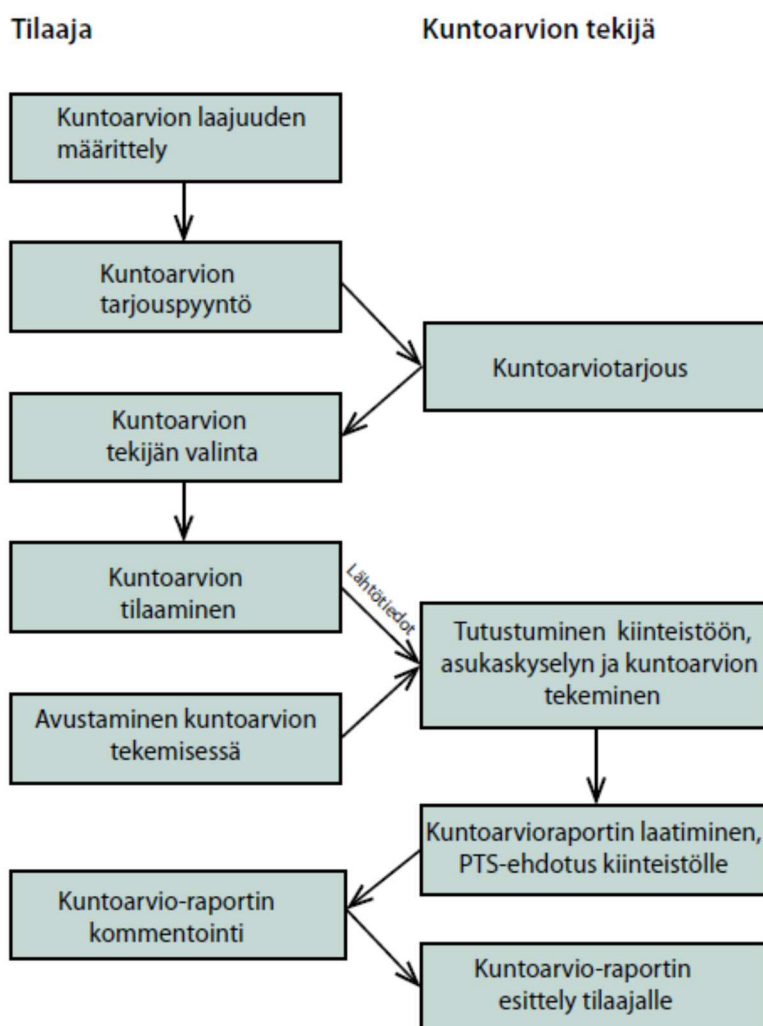 Tilaaja
Kuntoarvion tekijä
Kuntoarvion laajuuden
määrittely
Kuntoarvion
tarjouspyyntö
Kuntoarviotarjous
Kuntoarvion
tekijän valinta
Kuntoarvion
tilaaminen
Lähtötiedot
Tutustuminen kiinteistöön,
asukaskyselyn ja kuntoarvion
tekeminen
Avustaminen kuntoarvion
tekemisessä
Kuntoarvioraportin laatiminen,
PTS-ehdotus kiinteistölle
Kuntoarvio-raportin
kommentointi
Kuntoarvio-raportin
esittely tilaajalle